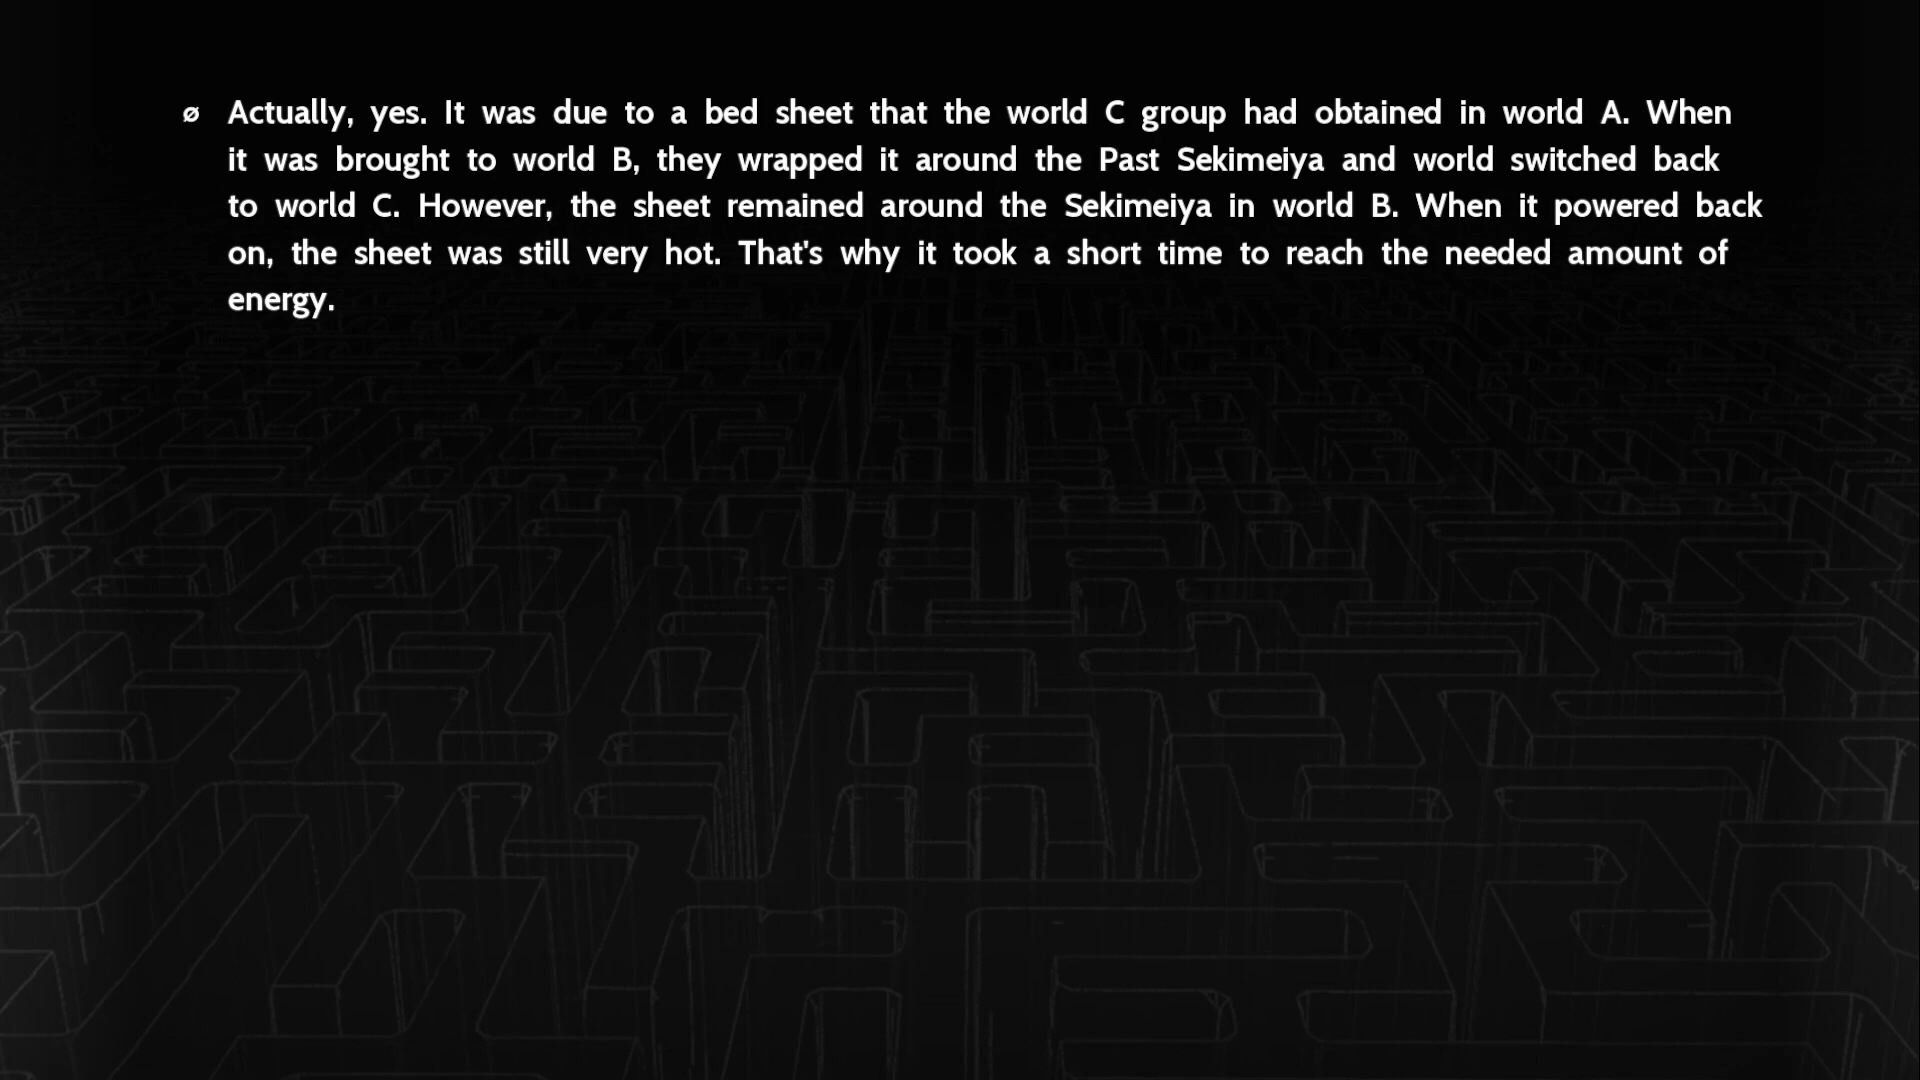 ø Actually, yes. It was due to a bed sheet that the world C group had obtained in world A. When
it was brought to world B, they wrapped it around the Past Sekimeiya and world switched back
to world C. However, the sheet remained around the Sekimeiya in world B. When it powered back
on, the sheet was still very hot. That's why it took a short time to reach the needed amount of
energy.